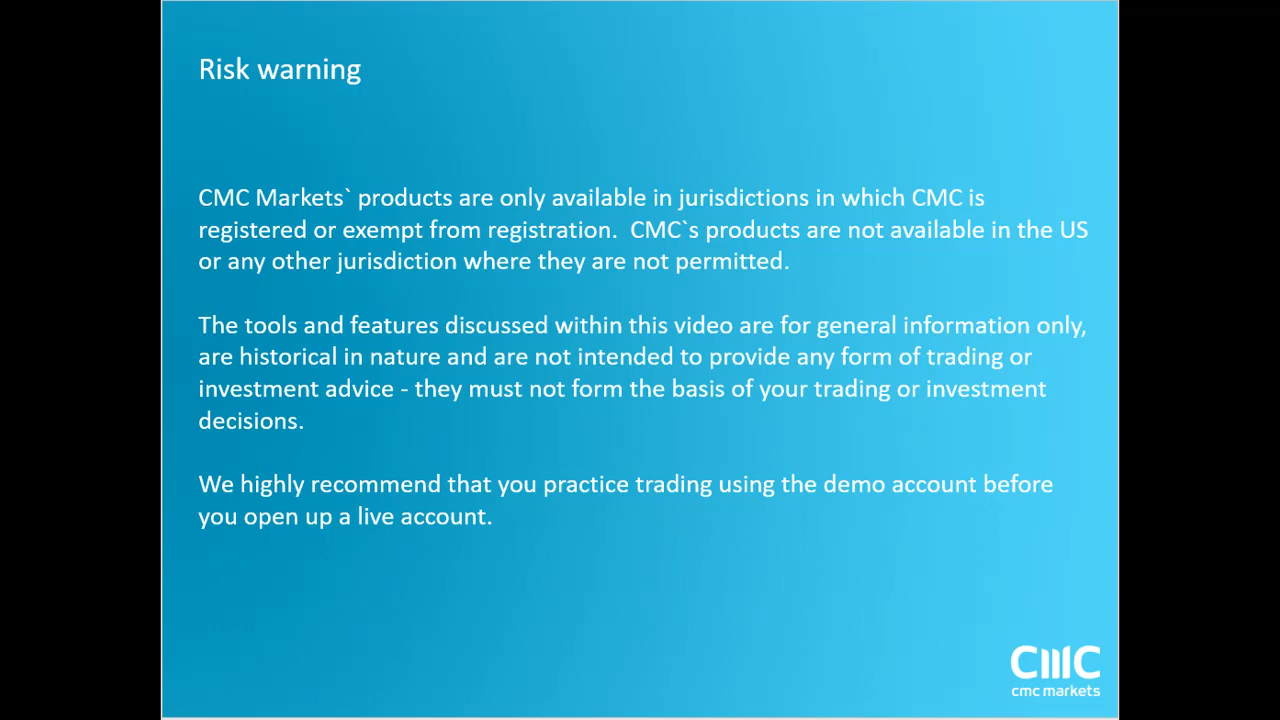 Risk warning
CMC Markets` products are only available in jurisdictions in which CMC is
registered or exempt from registration.  CMC`s products are not available in the US
or any other jurisdiction where they are not permitted.
The tools and features discussed within this video are for general information only,
are historical in nature and are not intended to provide any form of trading or
investment advice - they must not form the basis of your trading or investment
decisions.
We highly recommend that you practice trading using the demo account before
you open up a live account.
CMC
cmc markets